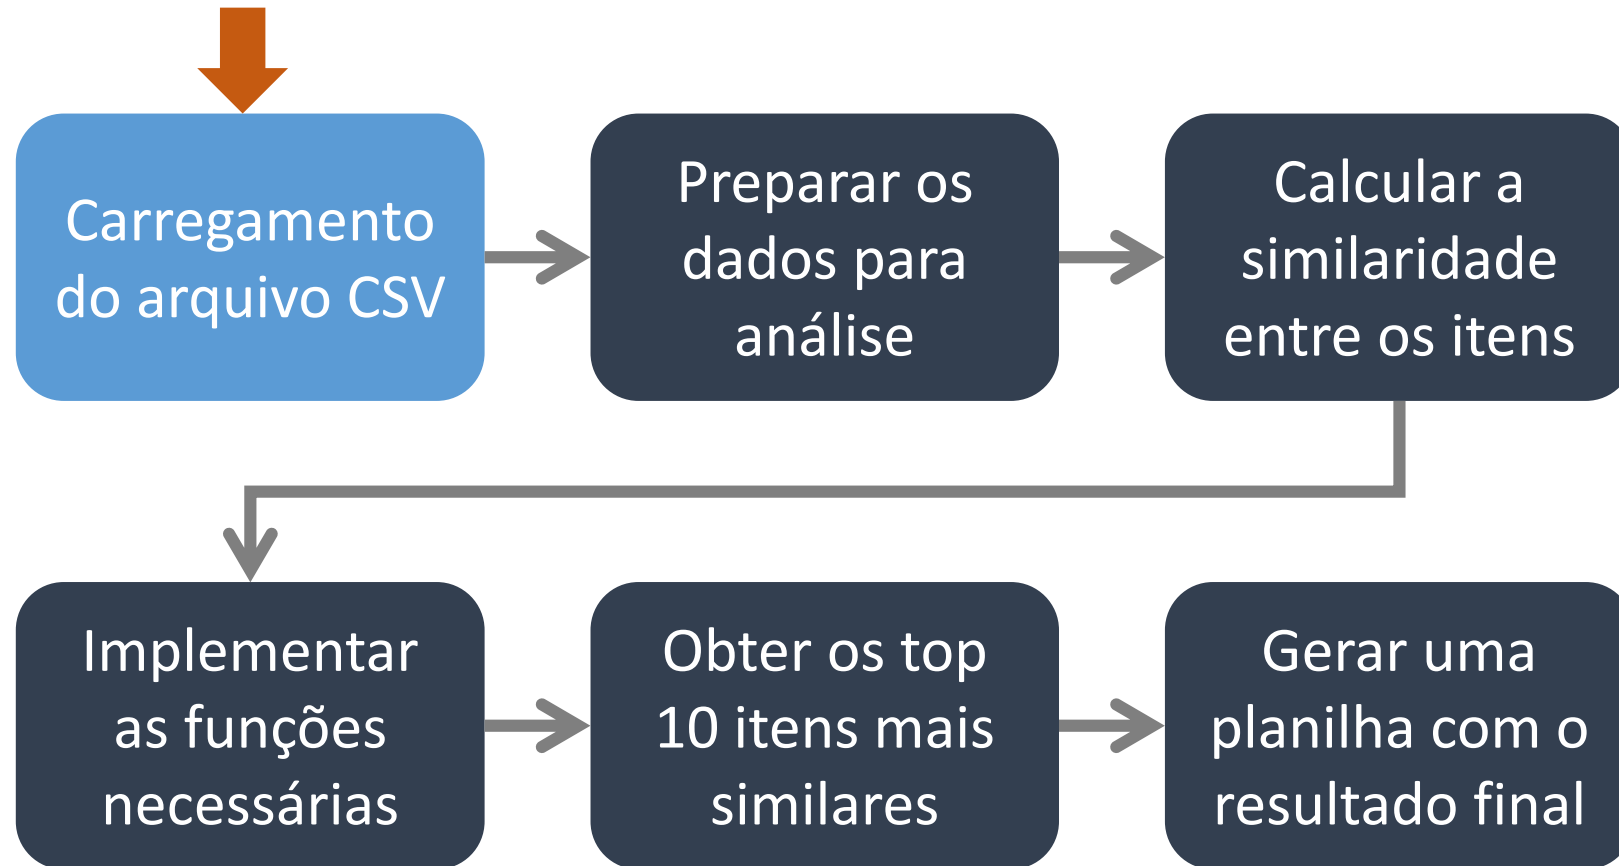 Carregamento
do arquivo CSV
Preparar os
dados para
análise
Calcular a
similaridade
entre os itens
Implementar
as funções
necessárias
Obter os top
10 itens mais
similares
Gerar uma
planilha com o
resultado final